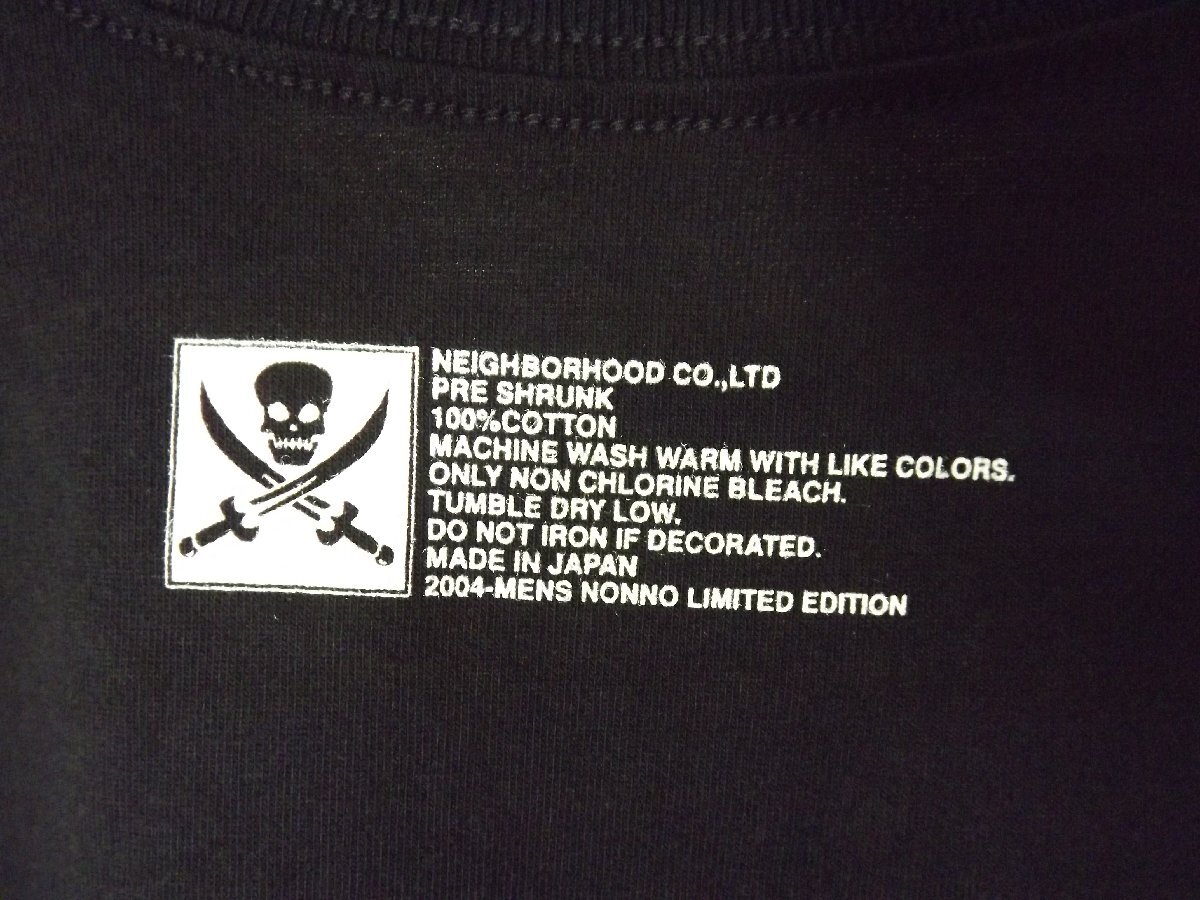 NEIGHBORHOOD CO.,LTD
PRE SHRUNK
100%COTTON
MACHINE WASH WARM WITH LIKE COLORS.
ONLY NON CHLORINE BLEACH.
TUMBLE DRY LOW.
DO NOT IRON IF DECORATED.
MADE IN JAPAN
2004-MENS NONNO LIMITED EDITION